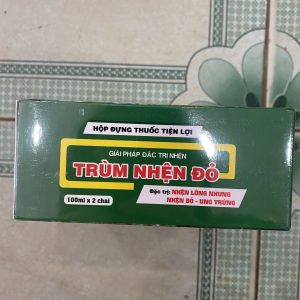 HỘP ĐỰNG THUỐC TIỆN LỢI
GIẢI PHÁP ĐẶC TRỊ NHỆN
TRÙM NHỆN ĐỎ
100ml x 2 chai
Đặc trị: NHỆN LÔNG NHUNG
NHỆN ĐỎ - UNG TRỨNG